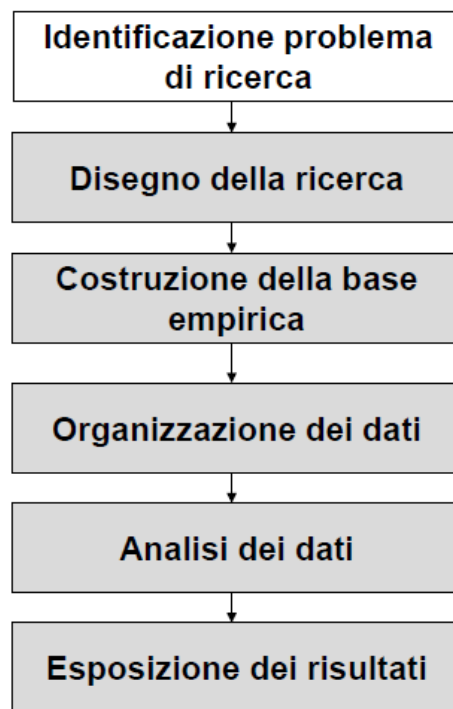 Identificazione problema
di ricerca
Disegno della ricerca
Costruzione della base
empirica
Organizzazione dei dati
Analisi dei dati
Esposizione dei risultati